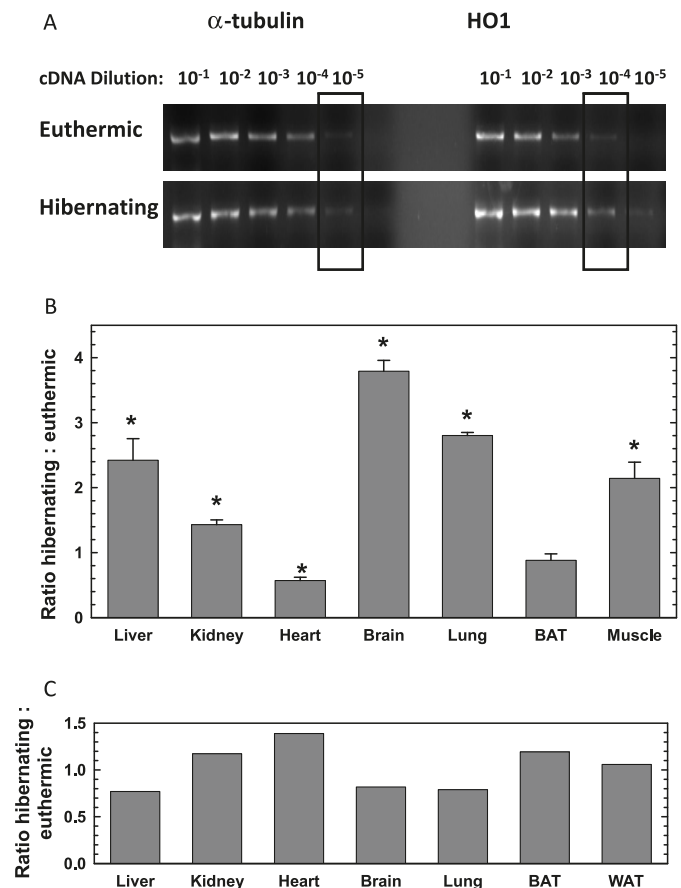 A
α-tubulin HO1
cDNA Dilution: 10⁻¹ 10⁻² 10⁻³ 10⁻⁴ 10⁻⁵ 10⁻¹ 10⁻² 10⁻³ 10⁻⁴ 10⁻⁵
Euthermic
Hibernating
B
Ratio hibernating : euthermic
4
3
2
1
0
* * * * * *
Liver Kidney Heart Brain Lung BAT Muscle
C
Ratio hibernating :
euthermic
1.5
1.0
0.5
0.0
Liver Kidney Heart Brain Lung BAT WAT